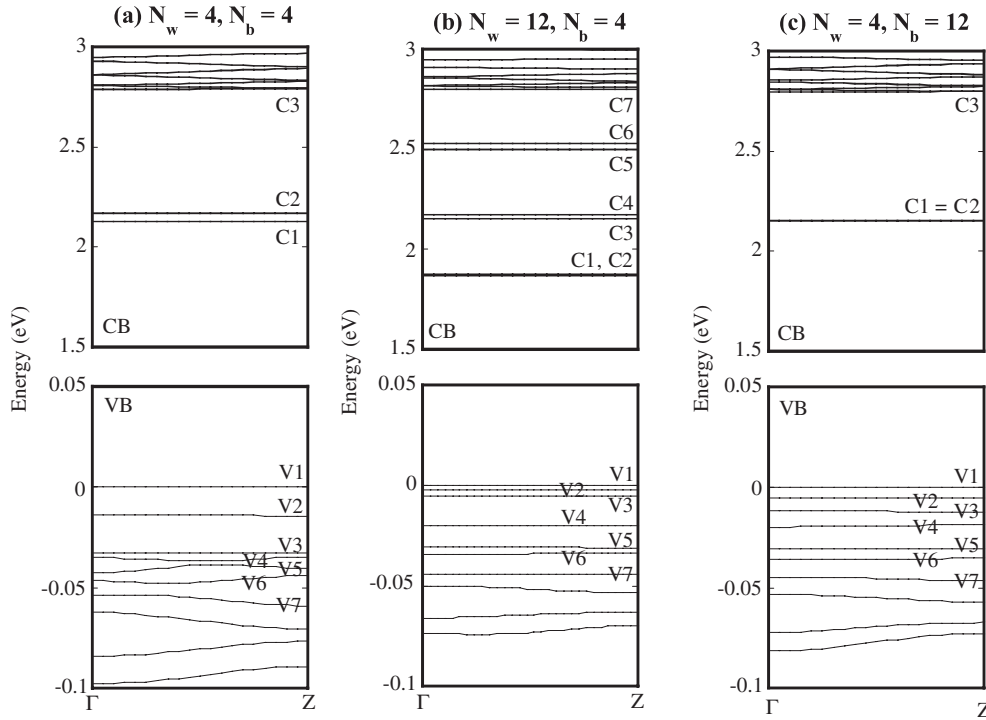 (a) N_w = 4, N_b = 4
3
C3
2.5
C2
C1
2
CB
1.5
Energy (eV)
0.05
VB
0
V1
V2
V3
V4
V5
V6
-0.05
V7
-0.1
Γ
Z
(b) N_w = 12, N_b = 4
3
C7
C6
2.5
C5
C4
C3
2
C1, C2
CB
1.5
Energy (eV)
0.05
0
V1
V2
V3
V4
V5
V6
V7
-0.05
-0.1
Γ
Z
(c) N_w = 4, N_b = 12
3
C3
2.5
C1 = C2
2
CB
1.5
Energy (eV)
0.05
VB
0
V1
V2
V3
V4
V5
V6
V7
-0.05
-0.1
Γ
Z